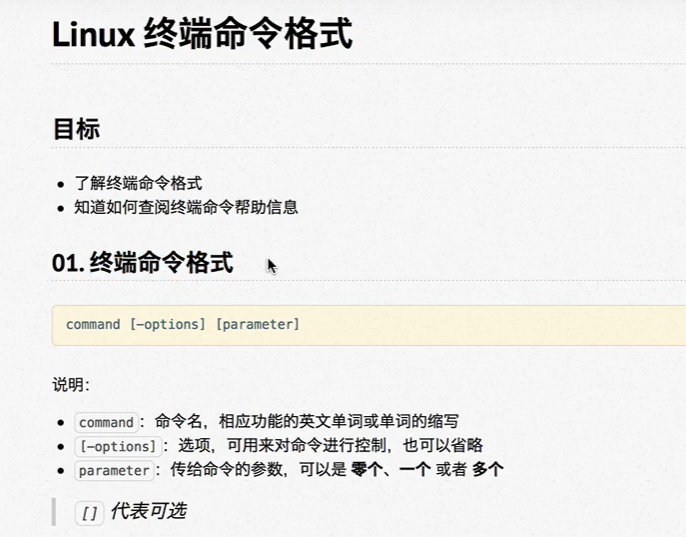 Linux 终端命令格式
目标
了解终端命令格式
知道如何查阅终端命令帮助信息
01. 终端命令格式
command [-options] [parameter]
说明：
command：命令名，相应功能的英文单词或单词的缩写
[-options]：选项，可用来对命令进行控制，也可以省略
parameter：传给命令的参数，可以是 零个、一个 或者 多个
[] 代表可选